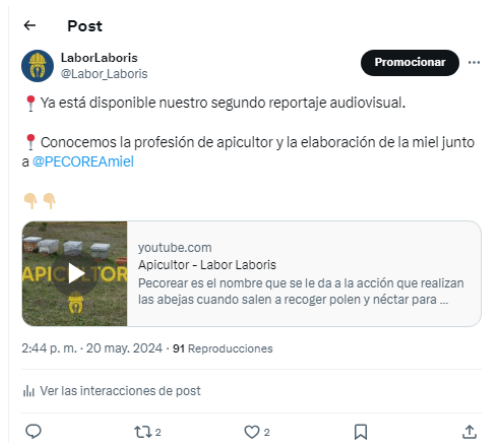 Post
LaborLaboris
@Labor_Laboris
Promocionar
Ya está disponible nuestro segundo reportaje audiovisual.
Conocemos la profesión de apicultor y la elaboración de la miel junto
a @PECOREAmiel
APICULTOR
youtube.com
Apicultor - Labor Laboris
Pecorear es el nombre que se le da a la acción que realizan
las abejas cuando salen a recoger polen y néctar para ...
2:44 p. m. · 20 may. 2024 · 91 Reproducciones
Ver las interacciones de post
2
2